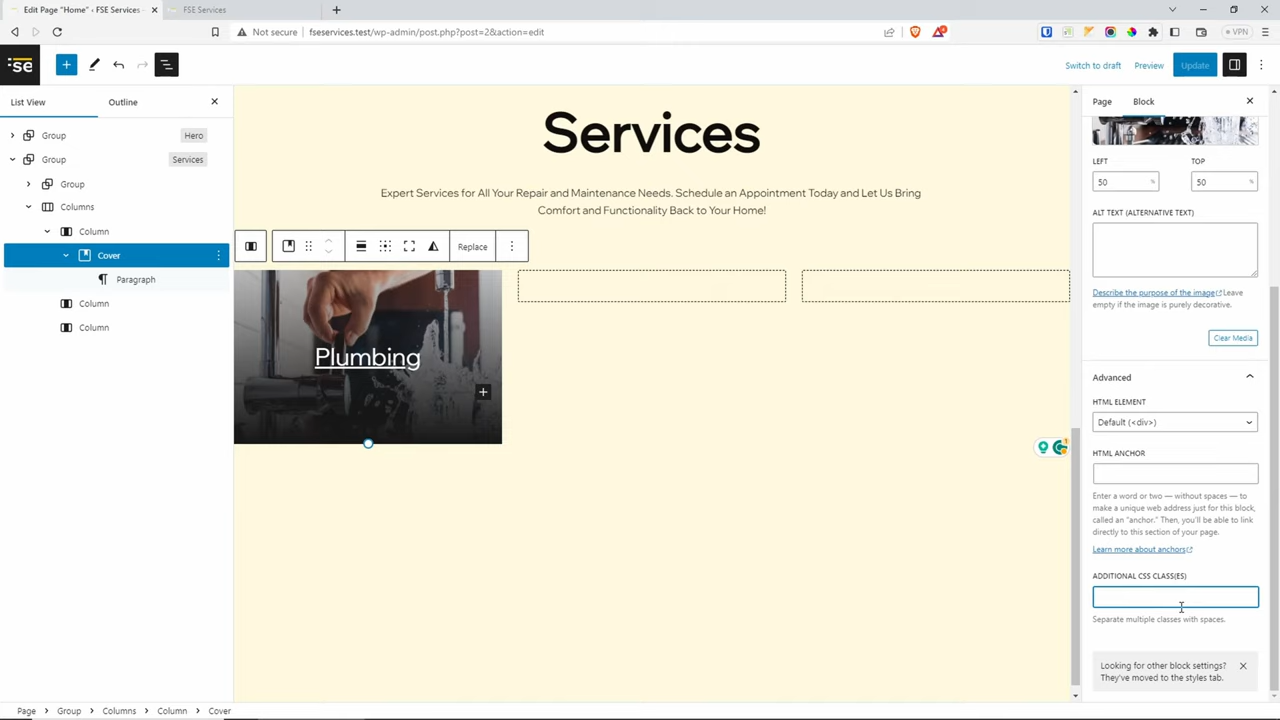 Edit Page "Home" ‹ FSE Services -
FSE Services
Not secure
fseservices.test/wp-admin/post.php?post=2&action=edit
VPN
:se
Switch to draft
Preview
Update
List View
Outline
Page
Block
Group
Hero
Group
Services
Group
Columns
Column
Cover
Paragraph
Column
Column
Services
Expert Services for All Your Repair and Maintenance Needs. Schedule an Appointment Today and Let Us Bring
Comfort and Functionality Back to Your Home!
Replace
Plumbing
LEFT
TOP
50 %
50 %
ALT TEXT (ALTERNATIVE TEXT)
Describe the purpose of the image Leave
empty if the image is purely decorative.
Clear Media
Advanced
HTML ELEMENT
Default (<div>)
HTML ANCHOR
Enter a word or two — without spaces — to
make a unique web address just for this block,
called an "anchor." Then, you'll be able to link
directly to this section of your page.
Learn more about anchors
ADDITIONAL CSS CLASS(ES)
Separate multiple classes with spaces.
Looking for other block settings?
They've moved to the styles tab.
Page › Group › Columns › Column › Cover